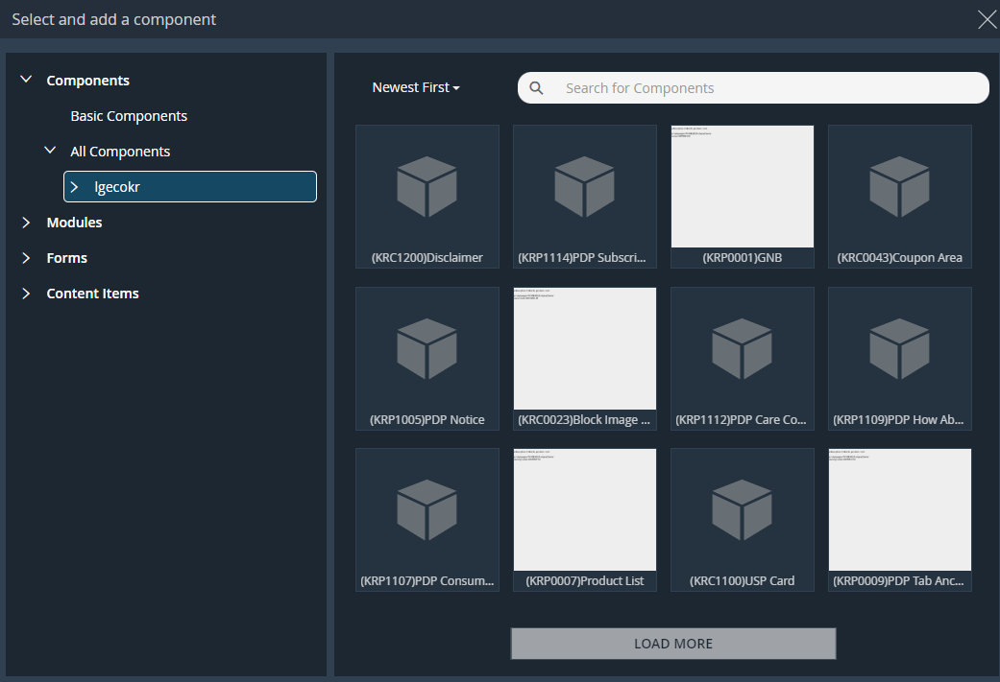 Select and add a component
Components
Basic Components
All Components
lgecokr
Modules
Forms
Content Items
Newest First
Search for Components
(KRC1200)Disclaimer
(KRP1114)PDP Subscri...
(KRP0001)GNB
(KRC0043)Coupon Area
(KRP1005)PDP Notice
(KRC0023)Block Image ...
(KRP1112)PDP Care Co...
(KRP1109)PDP How Ab...
(KRP1107)PDP Consum...
(KRP0007)Product List
(KRC1100)USP Card
(KRP0009)PDP Tab Anc...
LOAD MORE